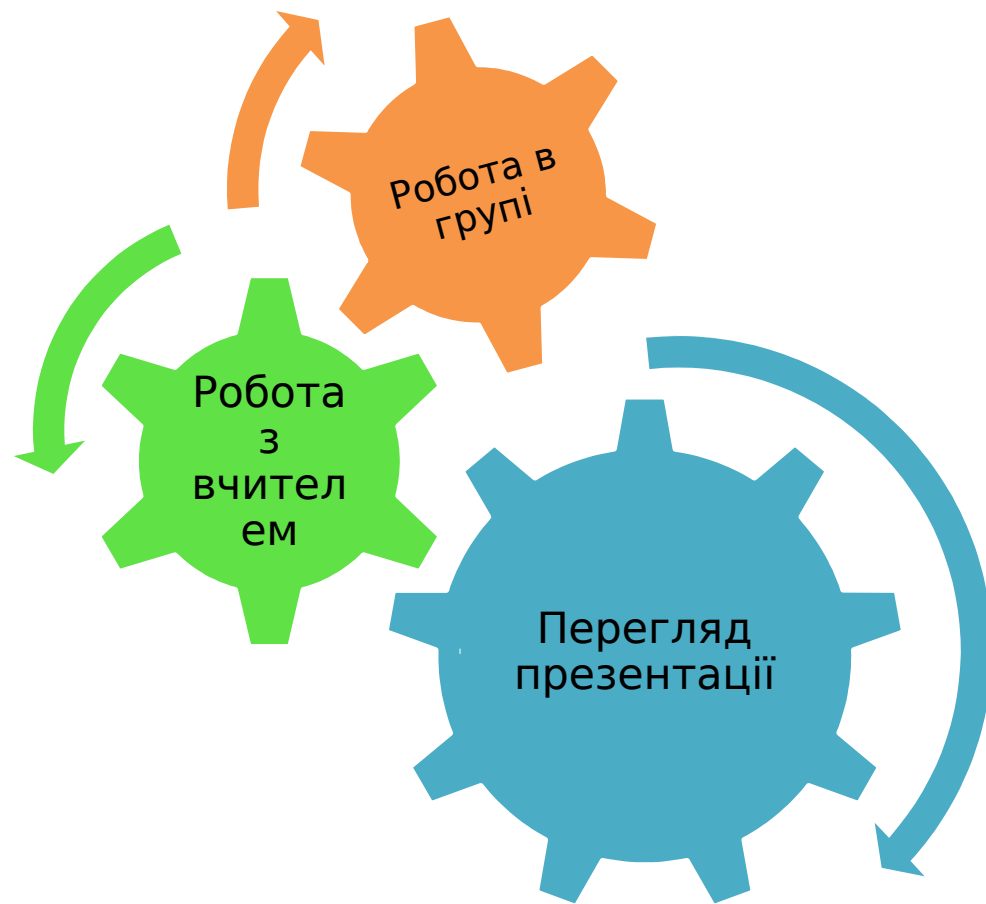 Робота в
групі
Робота
з
вчител
ем
Перегляд
презентації